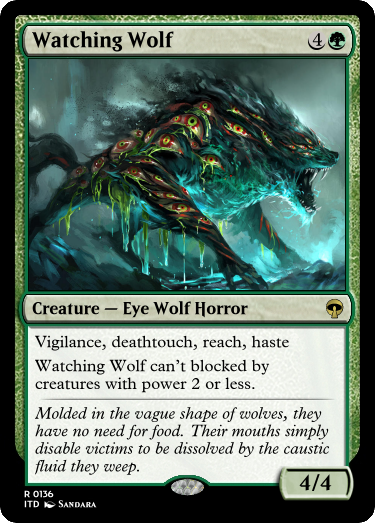 Watching Wolf 4
Creature — Eye Wolf Horror
Vigilance, deathtouch, reach, haste
Watching Wolf can't blocked by
creatures with power 2 or less.
Molded in the vague shape of wolves, they
have no need for food. Their mouths simply
disable victims to be dissolved by the caustic
fluid they weep.
4/4
R 0136
ITD Sandara